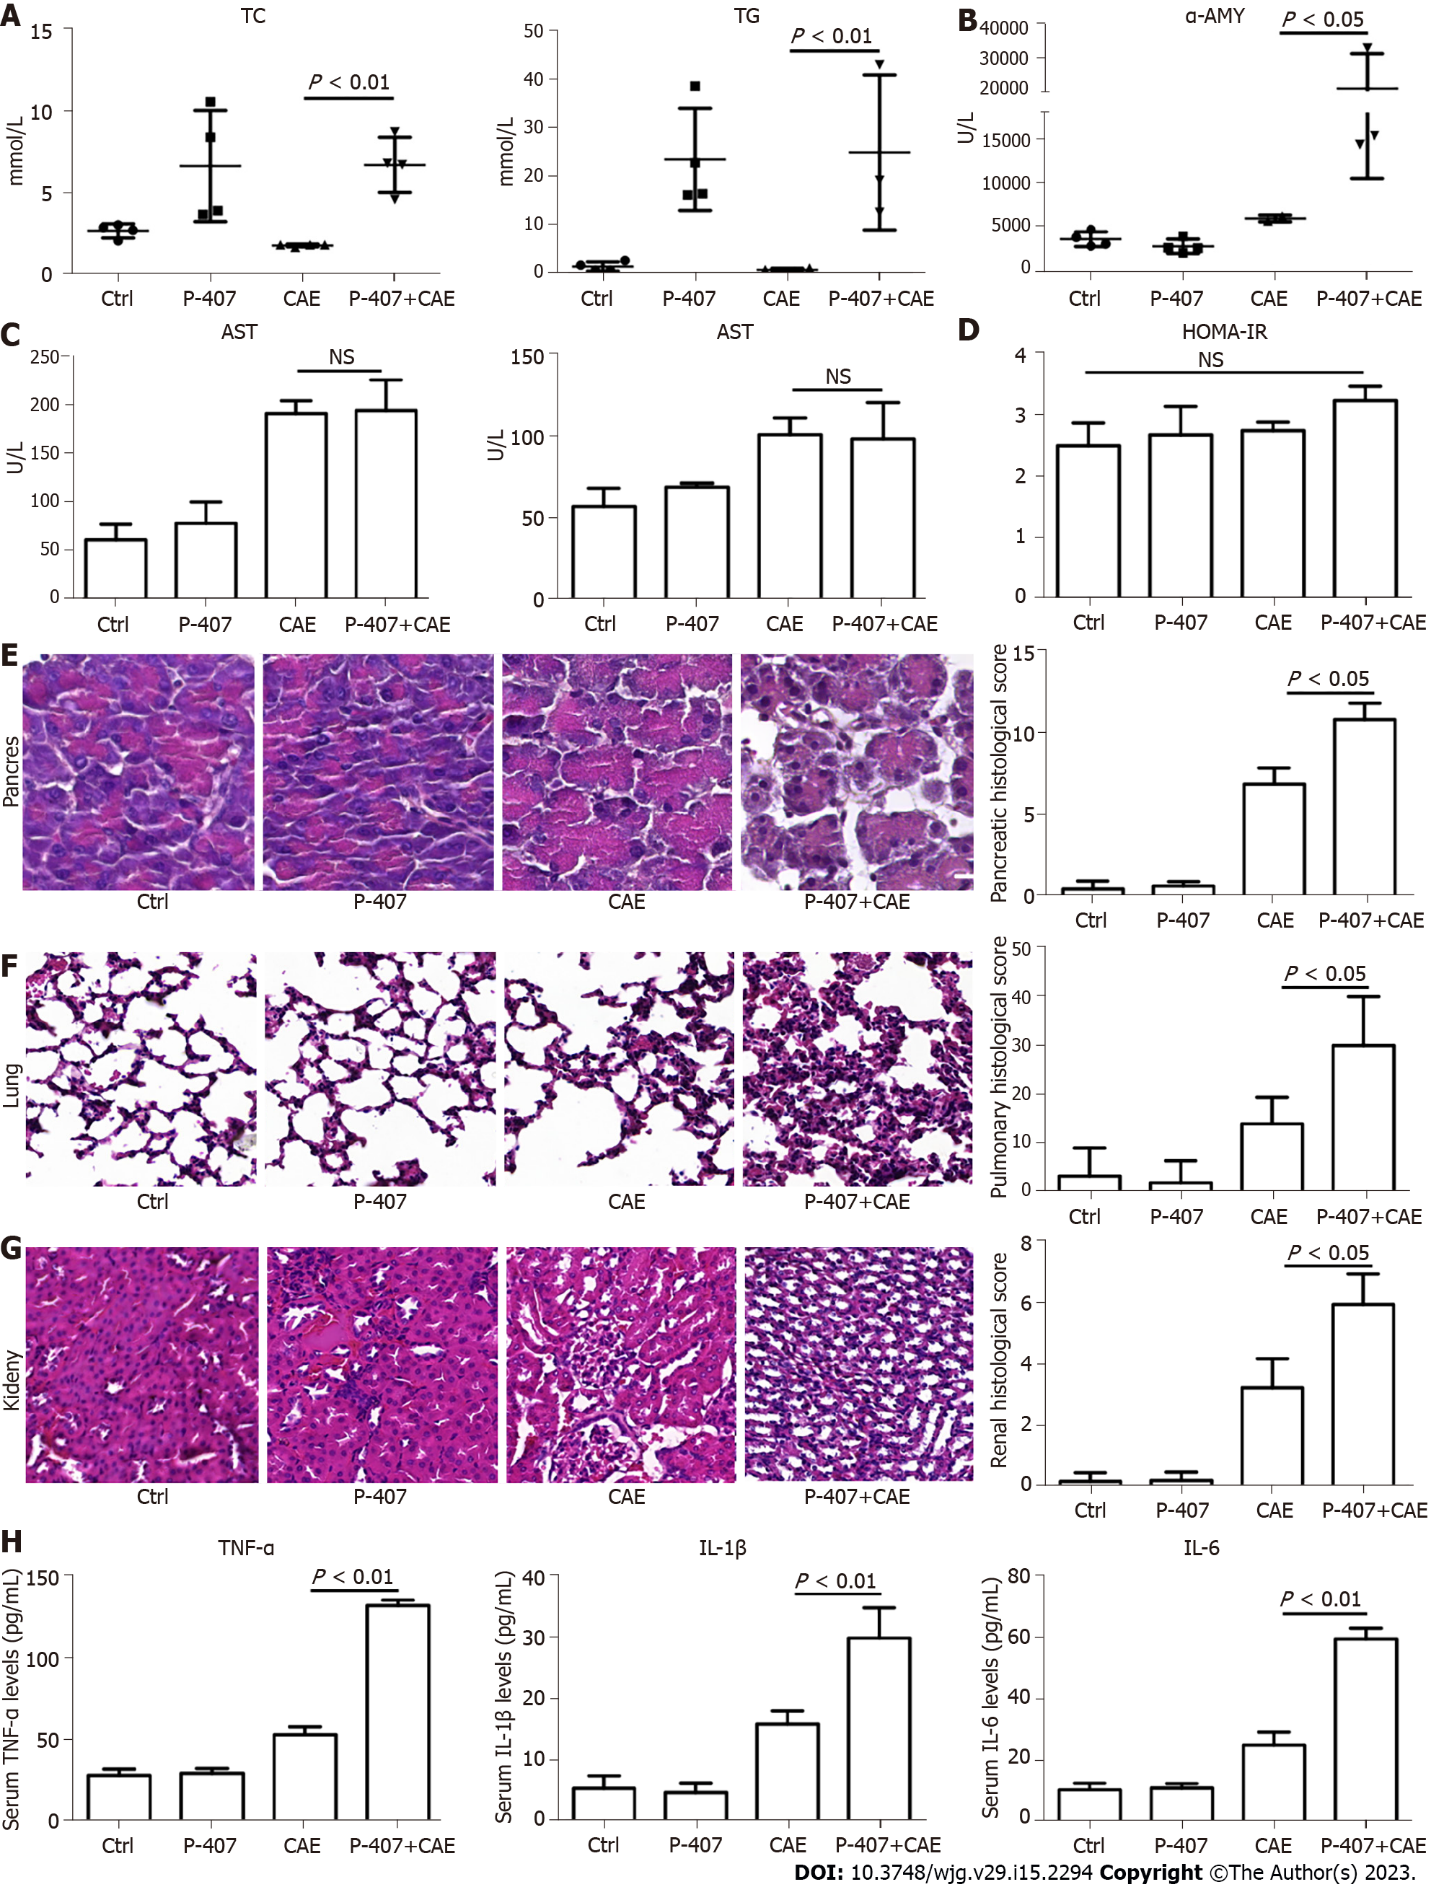 A
TC
15
10
5
0
mmol/L
P < 0.01
Ctrl P-407 CAE P-407+CAE
TG
50
40
30
20
10
0
mmol/L
P < 0.01
Ctrl P-407 CAE P-407+CAE
B
α-AMY
40000
30000
20000
15000
10000
5000
0
U/L
P < 0.05
Ctrl P-407 CAE P-407+CAE
C
AST
250
200
150
100
50
0
U/L
NS
Ctrl P-407 CAE P-407+CAE
AST
150
100
50
0
U/L
NS
Ctrl P-407 CAE P-407+CAE
D
HOMA-IR
4
3
2
1
0
NS
Ctrl P-407 CAE P-407+CAE
E
Pancres
Ctrl P-407 CAE P-407+CAE
Pancreatic histological score
15
10
5
0
P < 0.05
Ctrl P-407 CAE P-407+CAE
F
Lung
Ctrl P-407 CAE P-407+CAE
Pulmonary histological score
50
40
30
20
10
0
P < 0.05
Ctrl P-407 CAE P-407+CAE
G
Kideny
Ctrl P-407 CAE P-407+CAE
Renal histological score
8
6
4
2
0
P < 0.05
Ctrl P-407 CAE P-407+CAE
H
TNF-α
Serum TNF-α levels (pg/mL)
150
100
50
0
P < 0.01
Ctrl P-407 CAE P-407+CAE
IL-1β
Serum IL-1β levels (pg/mL)
40
30
20
10
0
P < 0.01
Ctrl P-407 CAE P-407+CAE
IL-6
Serum IL-6 levels (pg/mL)
80
60
40
20
0
P < 0.01
Ctrl P-407 CAE P-407+CAE
DOI: 10.3748/wjg.v29.i15.2294 Copyright ©The Author(s) 2023.